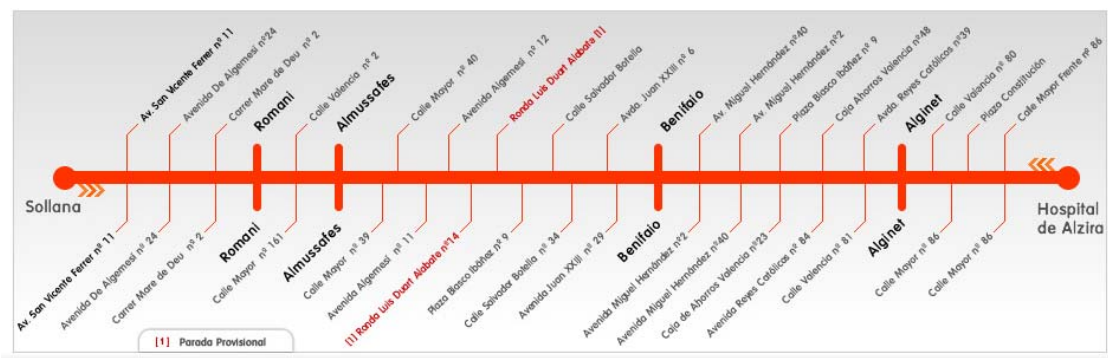 Av. San Vicente Ferrer nº 11
Avenida De Algemesí nº24
Carrer Mare de Deu nº 2
Romani
Calle Valencia nº 2
Almussafes
Calle Mayor nº 40
Avenida Algemesí nº 12
Ronda Luis Duart Alabate [1]
Calle Salvador Botella
Avda. Juan XXIII nº 6
Benifaio
Av. Miguel Hernández nº40
Av. Miguel Hernández nº2
Plaza Blasco Ibáñez nº 9
Caja Ahorros Valencia nº48
Avda. Reyes Católicos nº39
Alginet
Calle Valencia nº 80
Plaza Constitución
Calle Mayor Frente nº 86
Sollana
Hospital
de Alzira
Av. San Vicente Ferrer nº 11
Avenida De Algemesí nº 24
Carrer Mare de Deu nº 2
Romani
Calle Mayor nº 161
Almussafes
Calle Mayor nº 39
Avenida Algemesí nº 11
[1] Ronda Luis Duart Alabate nº14
Plaza Blasco Ibáñez nº 9
Calle Salvador Botella nº 34
Avenida Juan XXIII nº 29
Benifaio
Avenida Miguel Hernández nº2
Avenida Miguel Hernández nº40
Caja de Ahorros Valencia nº23
Avenida Reyes Católicos nº 84
Calle Valencia nº 81
Alginet
Calle Mayor nº 86
Calle Mayor nº 86
[1] Parada Provisional